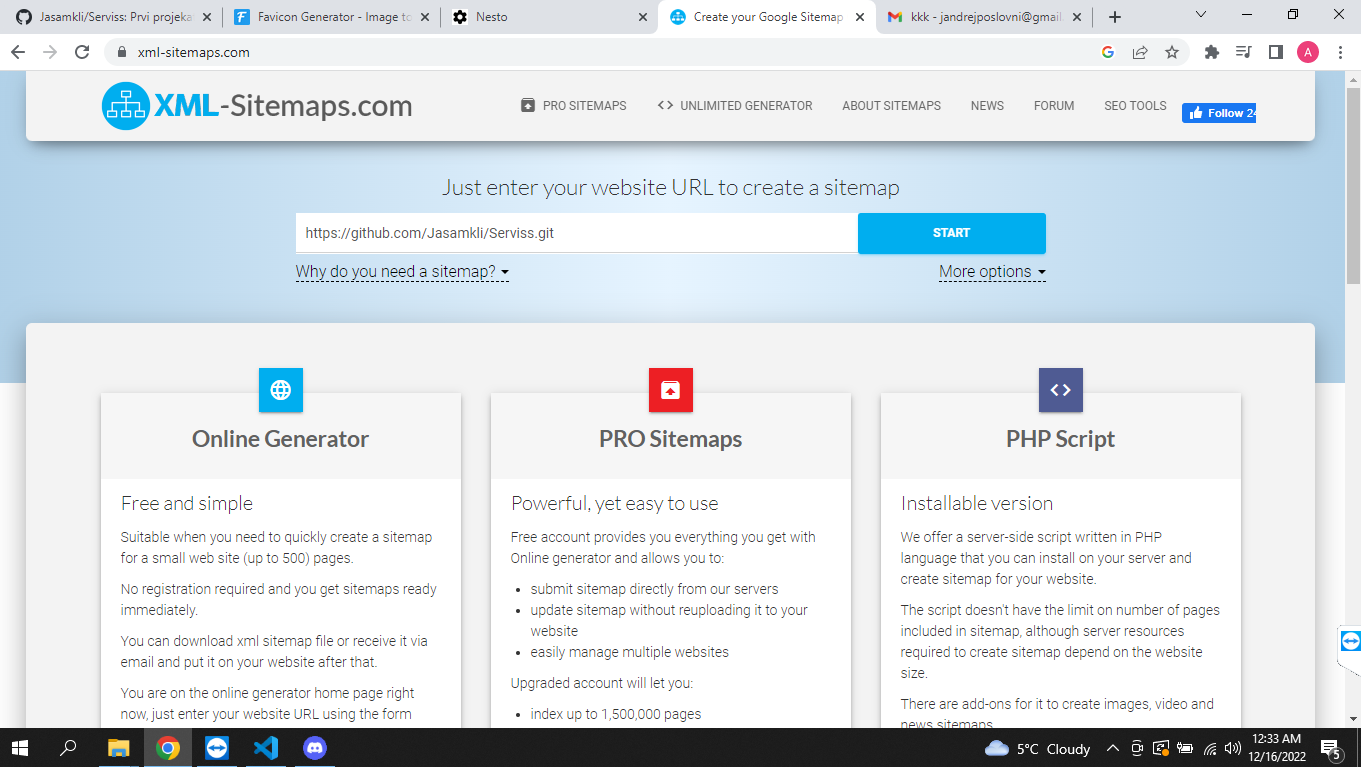 Jasamkli/Serviss: Prvi projeka
Favicon Generator - Image to
Nesto
Create your Google Sitemap
kkk - jandrejposlovni@gmail
xml-sitemaps.com
A
XML-Sitemaps.com
PRO SITEMAPS
UNLIMITED GENERATOR
ABOUT SITEMAPS
NEWS
FORUM
SEO TOOLS
Follow 24
Just enter your website URL to create a sitemap
https://github.com/Jasamkli/Serviss.git
START
Why do you need a sitemap?
More options
Online Generator
Free and simple
Suitable when you need to quickly create a sitemap
for a small web site (up to 500) pages.
No registration required and you get sitemaps ready
immediately.
You can download xml sitemap file or receive it via
email and put it on your website after that.
You are on the online generator home page right
now, just enter your website URL using the form
PRO Sitemaps
Powerful, yet easy to use
Free account provides you everything you get with
Online generator and allows you to:
• submit sitemap directly from our servers
• update sitemap without reuploading it to your
website
• easily manage multiple websites
Upgraded account will let you:
• index up to 1,500,000 pages
PHP Script
Installable version
We offer a server-side script written in PHP
language that you can install on your server and
create sitemap for your website.
The script doesn't have the limit on number of pages
included in sitemap, although server resources
required to create sitemap depend on the website
size.
There are add-ons for it to create images, video and
news sitemaps
5°C Cloudy
12:33 AM
12/16/2022
5